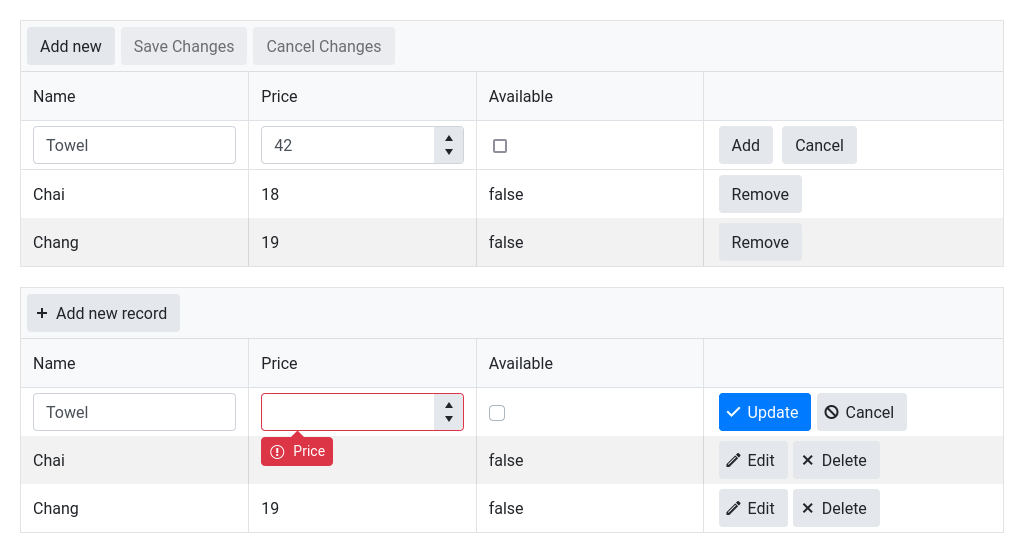 Add new Save Changes Cancel Changes
Name Price Available
Towel 42 Add Cancel
Chai 18 false Remove
Chang 19 false Remove
Add new record
Name Price Available
Towel Update Cancel
Chai Price false Edit Delete
Chang 19 false Edit Delete